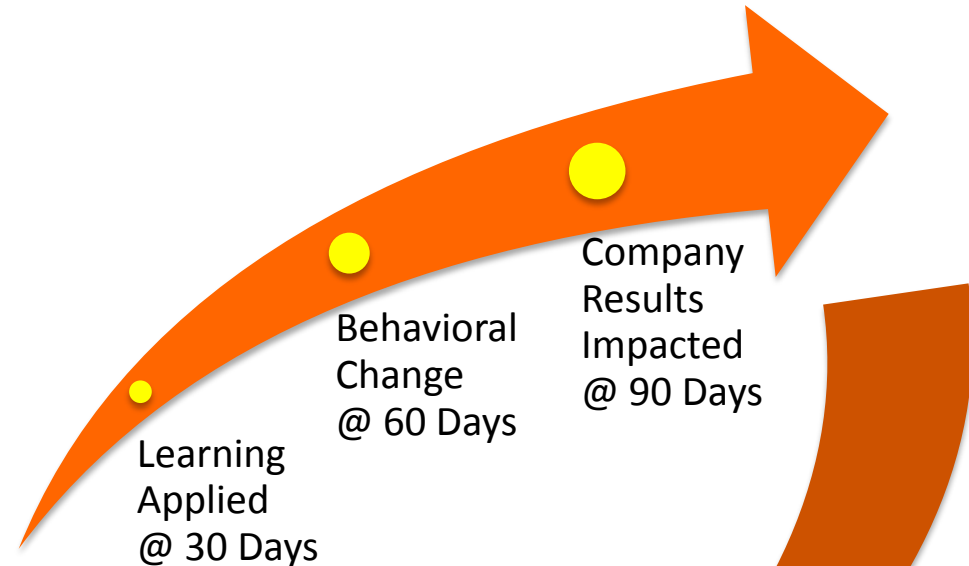 Learning
Applied
@ 30 Days
Behavioral
Change
@ 60 Days
Company
Results
Impacted
@ 90 Days